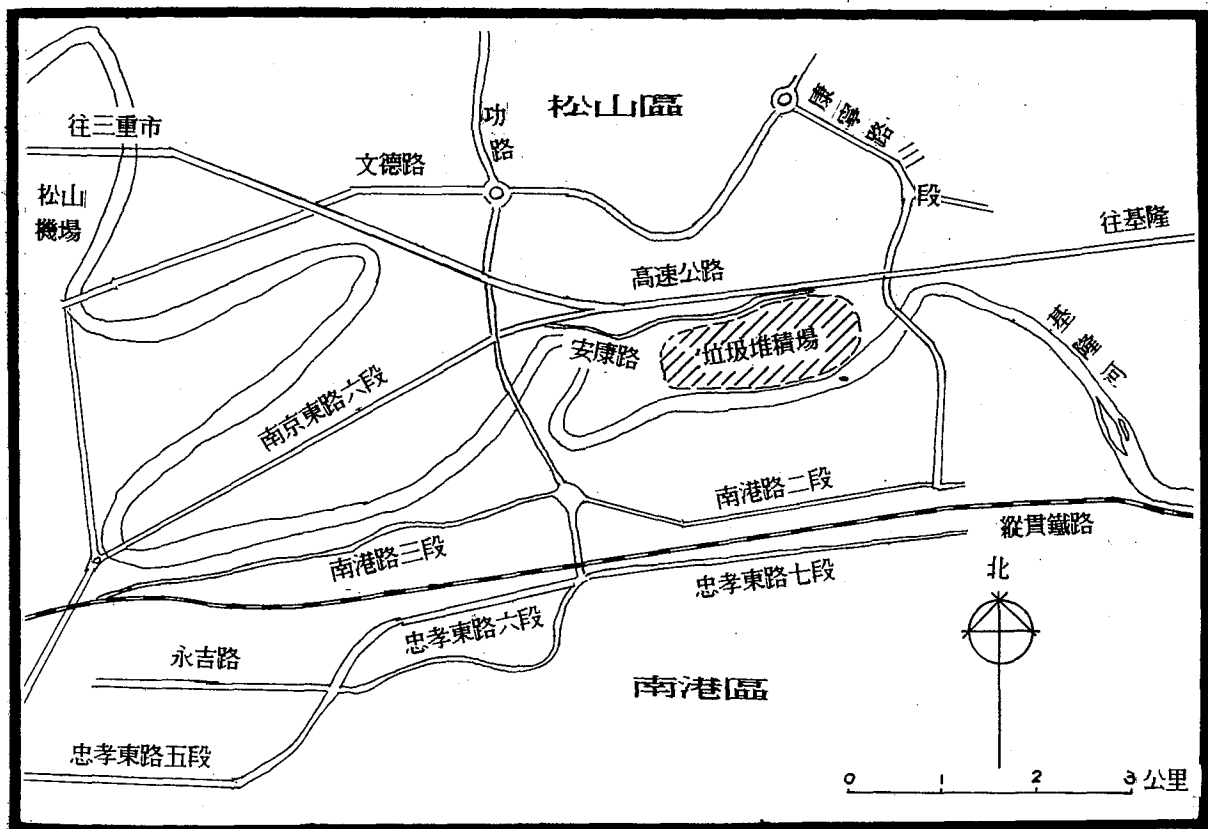 松山區
功路
康寧路三段
往三重市
文德路
松山
機場
往基隆
高速公路
基隆河
安康路
垃圾堆積場
南京東路六段
南港路二段
縱貫鐵路
南港路三段
忠孝東路七段
北
忠孝東路六段
永吉路
南港區
忠孝東路五段
0 1 2 3 公里